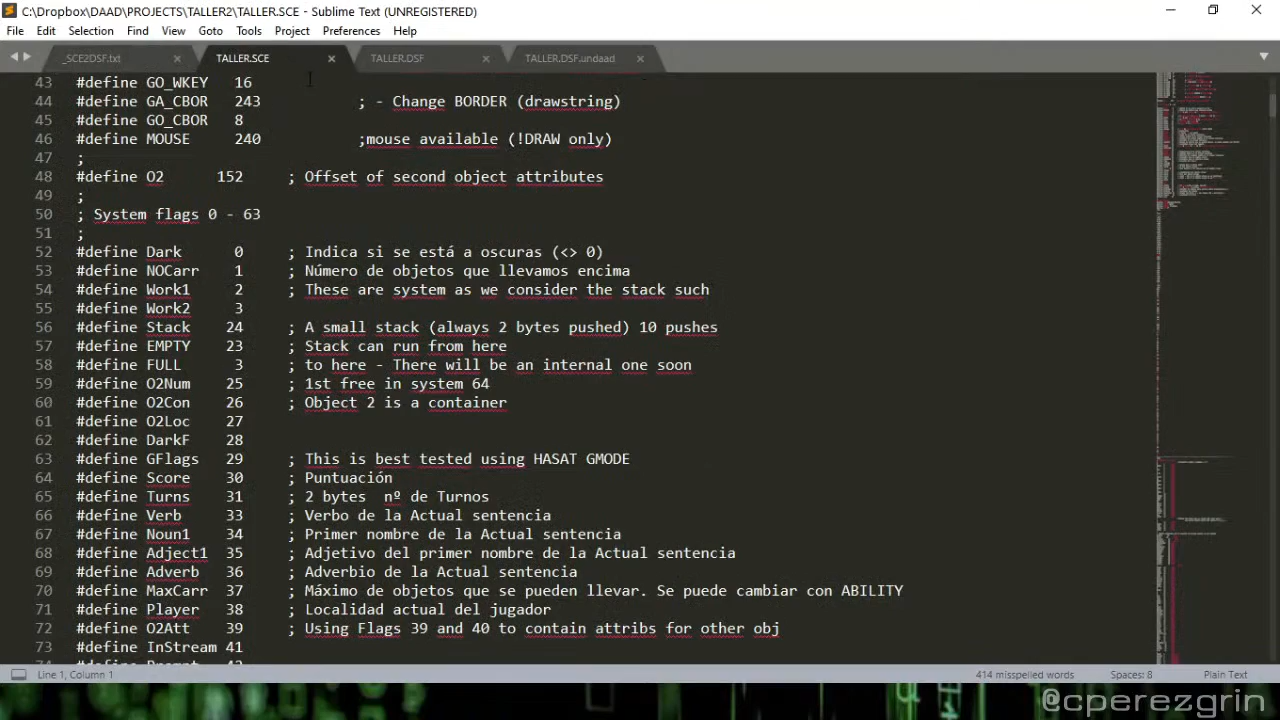 C:\Dropbox\DAAD\PROJECTS\TALLER2\TALLER.SCE - Sublime Text (UNREGISTERED)
File Edit Selection Find View Goto Tools Project Preferences Help
_SCE2DSF.txt TALLER.SCE TALLER.DSF TALLER.DSF.undaad
43 #define GO_WKEY 16
44 #define GA_CBOR 243 ; - Change BORDER (drawstring)
45 #define GO_CBOR 8
46 #define MOUSE 240 ;mouse available (!DRAW only)
47 ;
48 #define O2 152 ; Offset of second object attributes
49 ;
50 ; System flags 0 - 63
51 ;
52 #define Dark 0 ; Indica si se está a oscuras (<> 0)
53 #define NOCarr 1 ; Número de objetos que llevamos encima
54 #define Work1 2 ; These are system as we consider the stack such
55 #define Work2 3
56 #define Stack 24 ; A small stack (always 2 bytes pushed) 10 pushes
57 #define EMPTY 23 ; Stack can run from here
58 #define FULL 3 ; to here - There will be an internal one soon
59 #define O2Num 25 ; 1st free in system 64
60 #define O2Con 26 ; Object 2 is a container
61 #define O2Loc 27
62 #define DarkF 28
63 #define GFlags 29 ; This is best tested using HASAT GMODE
64 #define Score 30 ; Puntuación
65 #define Turns 31 ; 2 bytes nº de Turnos
66 #define Verb 33 ; Verbo de la Actual sentencia
67 #define Noun1 34 ; Primer nombre de la Actual sentencia
68 #define Adject1 35 ; Adjetivo del primer nombre de la Actual sentencia
69 #define Adverb 36 ; Adverbio de la Actual sentencia
70 #define MaxCarr 37 ; Máximo de objetos que se pueden llevar. Se puede cambiar con ABILITY
71 #define Player 38 ; Localidad actual del jugador
72 #define O2Att 39 ; Using Flags 39 and 40 to contain attribs for other obj
73 #define InStream 41
74 #define Prompt 42
Line 1, Column 1 414 misspelled words Spaces: 8 Plain Text
@cperezgrin